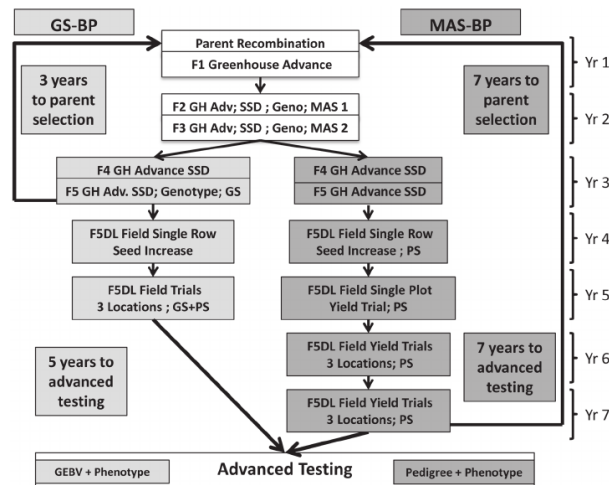 GS-BP
MAS-BP
Parent Recombination
F1 Greenhouse Advance
Yr 1
3 years
to parent
selection
7 years
to parent
selection
F2 GH Adv; SSD ; Geno; MAS 1
F3 GH Adv; SSD ; Geno; MAS 2
Yr 2
F4 GH Advance SSD
F5 GH Adv. SSD; Genotype; GS
F4 GH Advance SSD
F5 GH Advance SSD
Yr 3
F5DL Field Single Row
Seed Increase
F5DL Field Single Row
Seed Increase ; PS
Yr 4
F5DL Field Trials
3 Locations ; GS+PS
F5DL Field Single Plot
Yield Trial; PS
Yr 5
5 years to
advanced
testing
F5DL Field Yield Trials
3 Locations; PS
7 years to
advanced
testing
Yr 6
F5DL Field Yield Trials
3 Locations; PS
Yr 7
GEBV + Phenotype
Advanced Testing
Pedigree + Phenotype